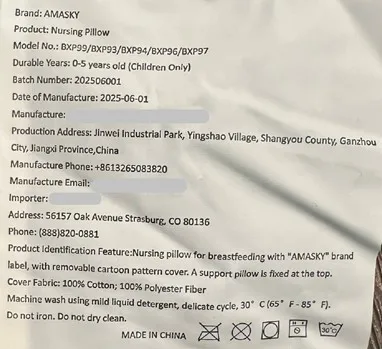 Brand: AMASKY
Product: Nursing Pillow
Model No.: BXP99/BXP93/BXP94/BXP96/BXP97
Durable Years: 0-5 years old (Children Only)
Batch Number: 202506001
Date of Manufacture: 2025-06-01
Manufacture:
Production Address: Jinwei Industrial Park, Yingshao Village, Shangyou County, Ganzhou
City, Jiangxi Province,China
Manufacture Phone: +8613265083820
Manufacture Email:
Importer:
Address: 56157 Oak Avenue Strasburg, CO 80136
Phone: (888)820-0881
Product Identification Feature:Nursing pillow for breastfeeding with "AMASKY" brand
label, with removable cartoon pattern cover. A support pillow is fixed at the top.
Cover Fabric: 100% Cotton; 100% Polyester Fiber
Machine wash using mild liquid detergent, delicate cycle, 30° C (65° F-85° F).
Do not iron. Do not dry clean.
MADE IN CHINA
30°C